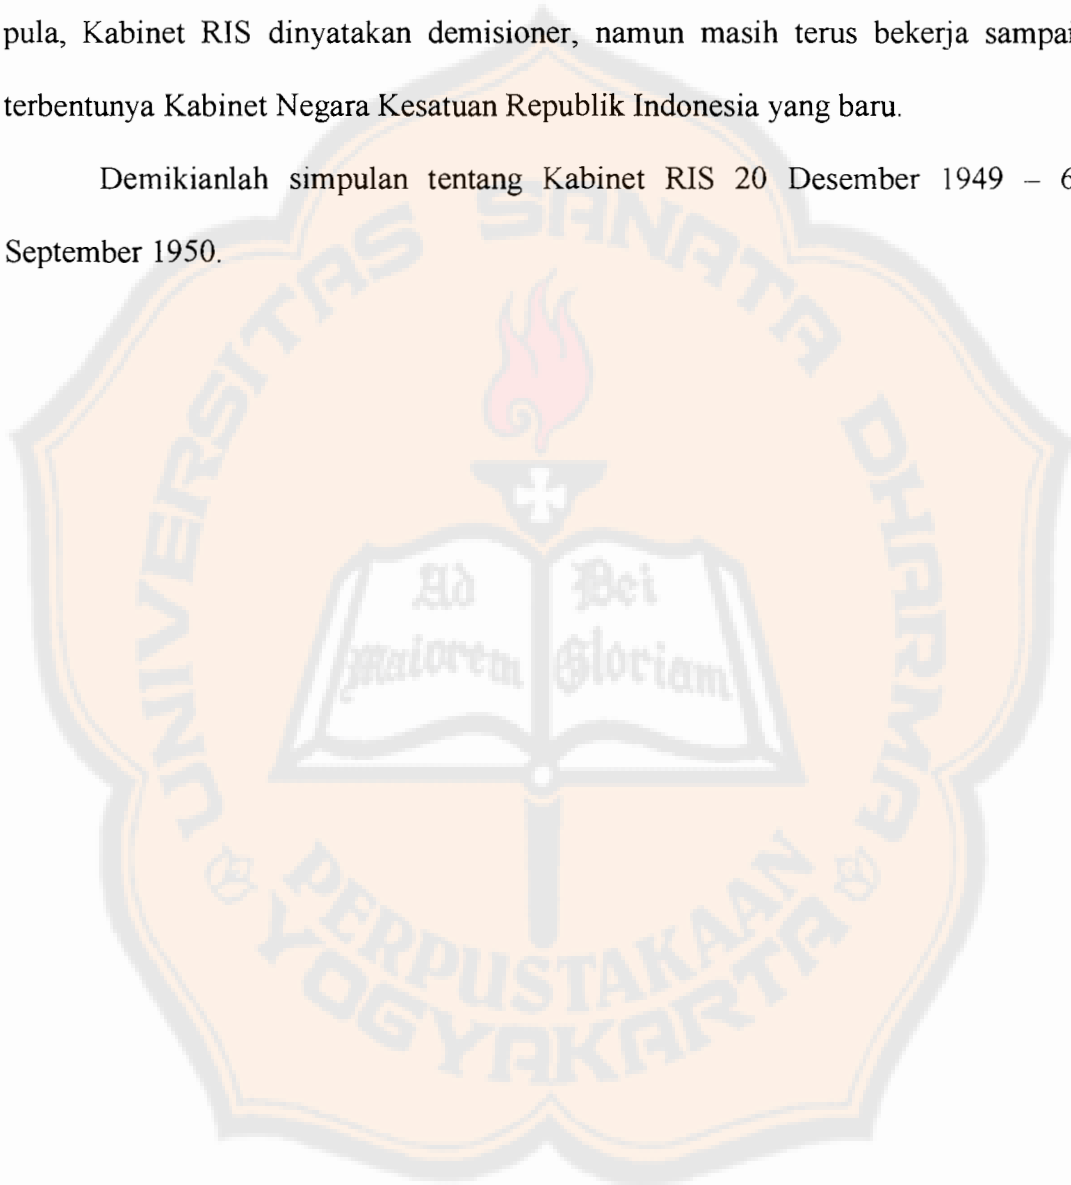 pula, Kabinet RIS dinyatakan demisioner, namun masih terus bekerja sampai
terbentunya Kabinet Negara Kesatuan Republik Indonesia yang baru.
Demikianlah simpulan tentang Kabinet RIS 20 Desember 1949 – 6
September 1950.
UNIVERSITAS SANATA DHARMA
Ad Dei
Maiorem Gloriam
PERPUSTAKAAN
YOGYAKARTA